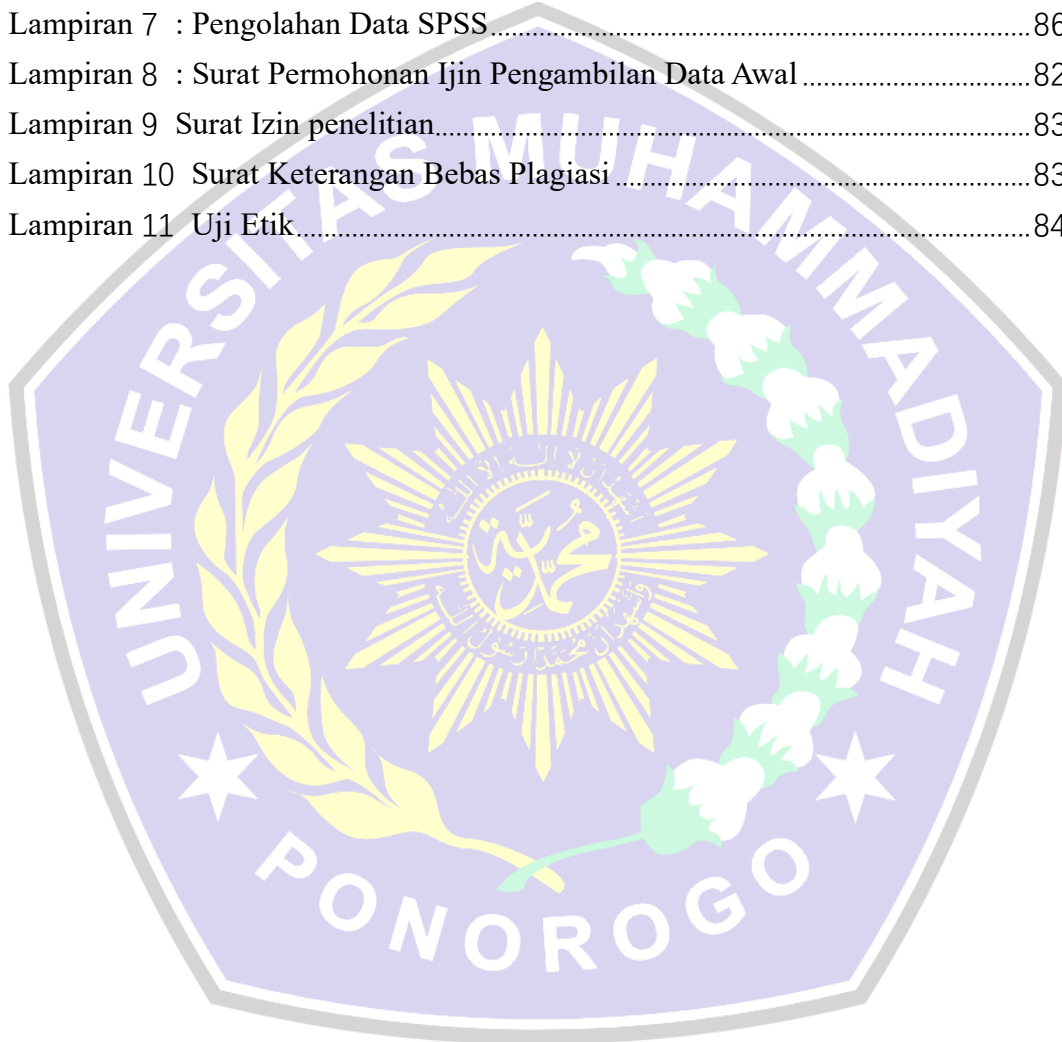 Lampiran 7 : Pengolahan Data SPSS........................................................................86
Lampiran 8 : Surat Permohonan Ijin Pengambilan Data Awal ..............................82
Lampiran 9 Surat Izin penelitian................................................................................83
Lampiran 10 Surat Keterangan Bebas Plagiasi .......................................................83
Lampiran 11 Uji Etik..................................................................................................84
UNIVERSITAS MUHAMMADIYAH
محمدية
PONOROGO